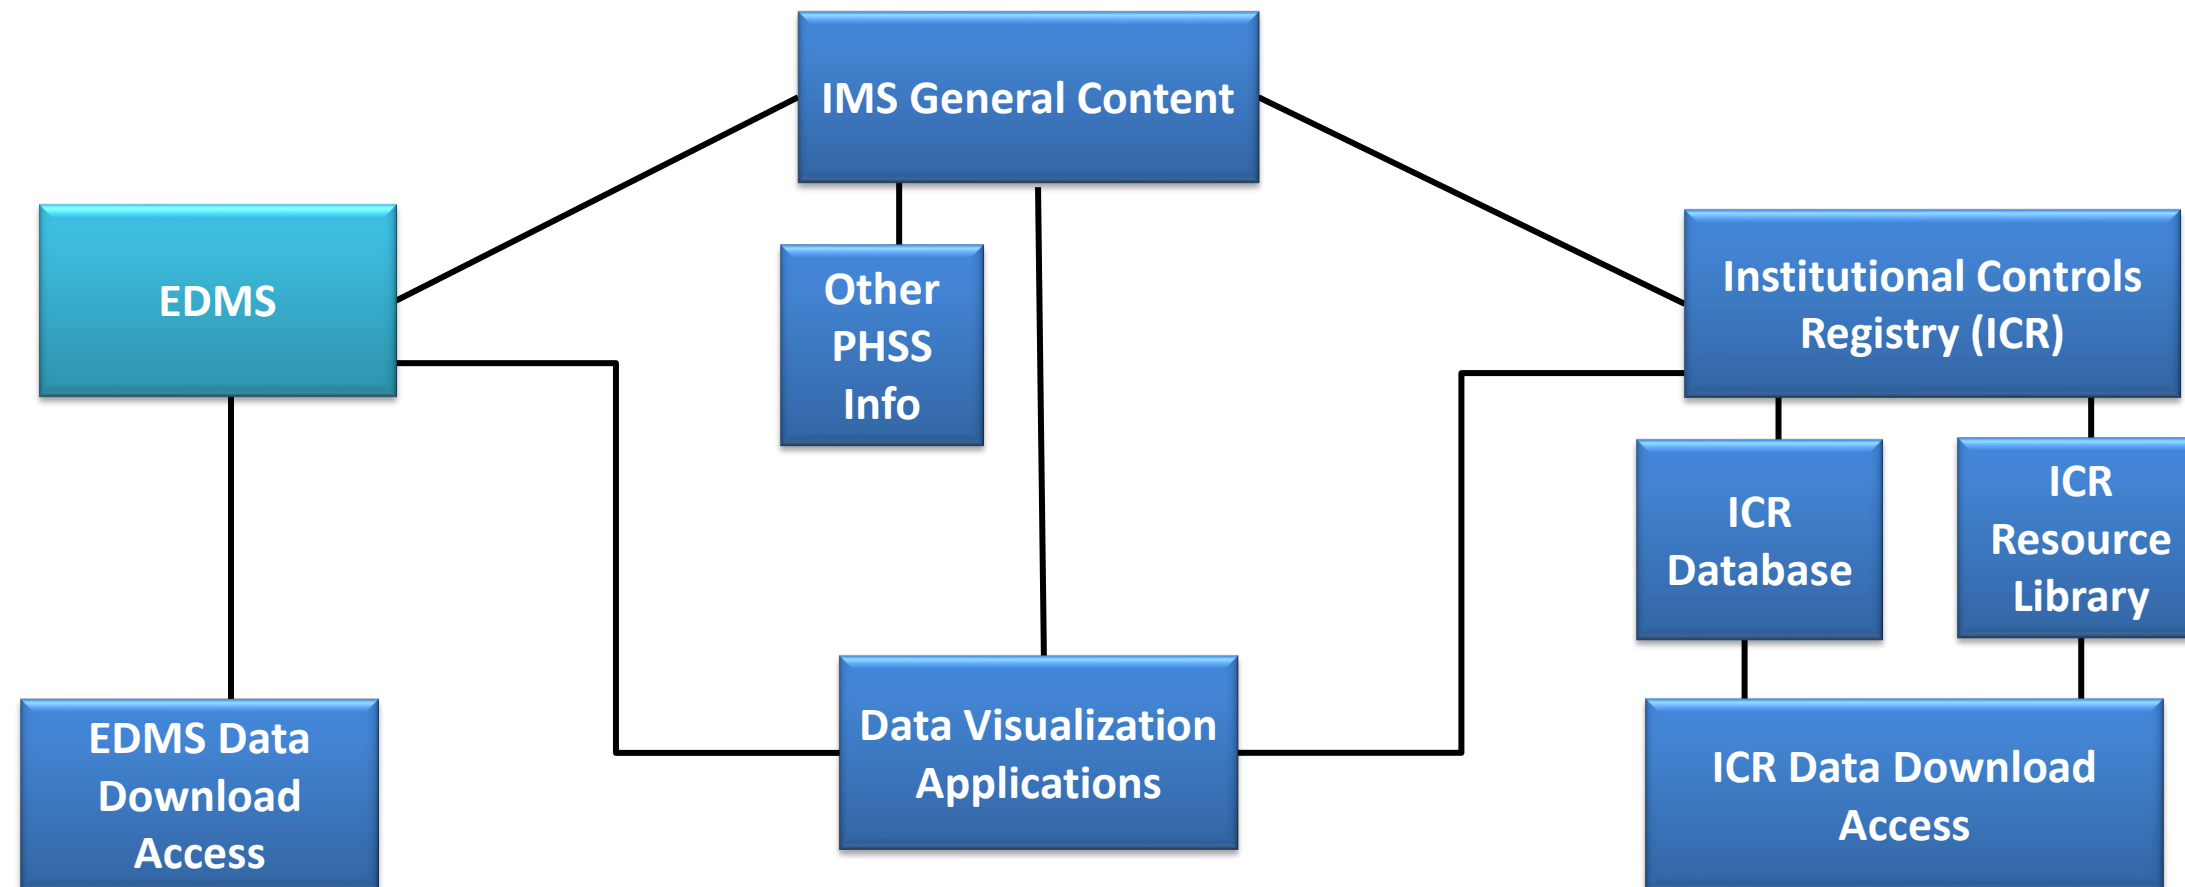 IMS General Content
EDMS
Other
PHSS
Info
Institutional Controls
Registry (ICR)
ICR
Database
ICR
Resource
Library
EDMS Data
Download
Access
Data Visualization
Applications
ICR Data Download
Access